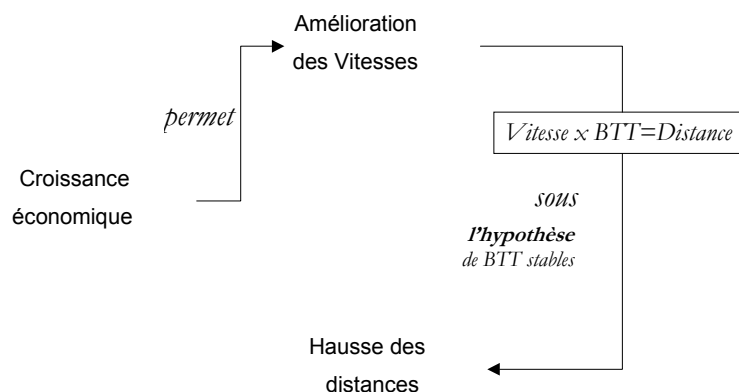 Amélioration
des Vitesses
permet
Vitesse x BTT=Distance
Croissance
économique
sous
l'hypothèse
de BTT stables
Hausse des
distances